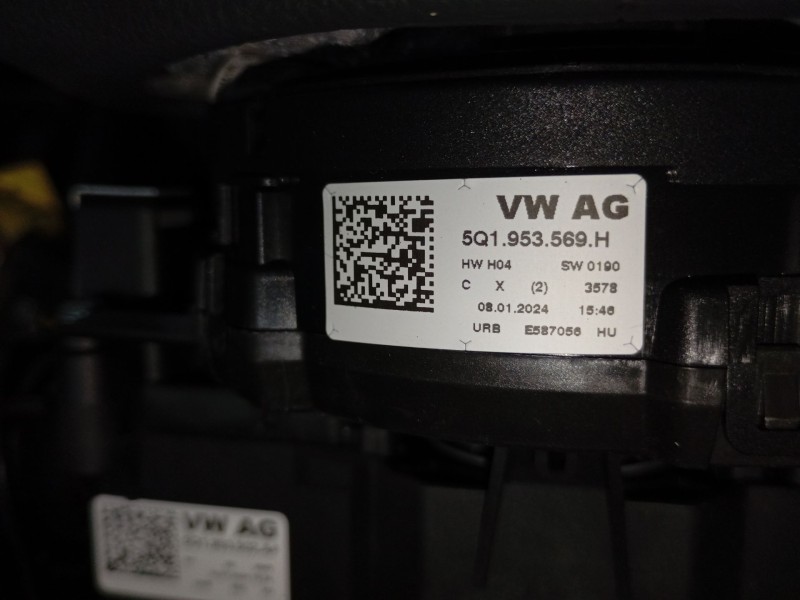 VW AG
5Q1.953.569.H
HW H04 SW 0190
C X (2) 3578
08.01.2024 15:46
URB E587056 HU
VW AG